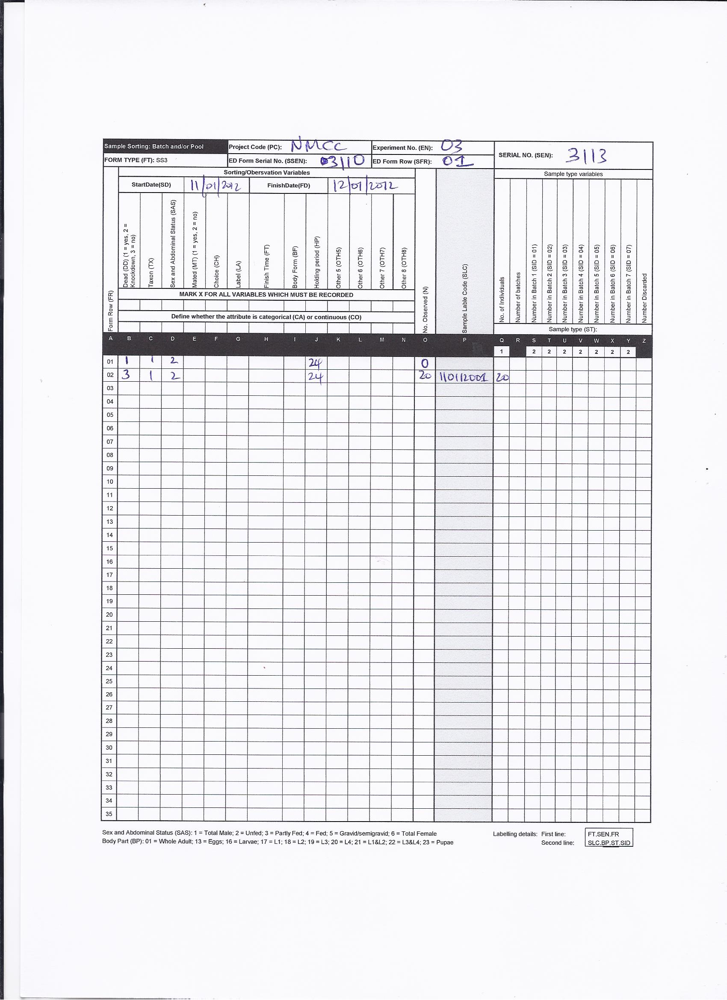 Sample Sorting: Batch and/or Pool
Project Code (PC): NMCC
Experiment No. (EN): 03
SERIAL NO. (SEN): 3113
FORM TYPE (FT): SS3
ED Form Serial No. (SSEN): 03110
ED Form Row (SFR): 01
Sorting/Obersvation Variables
Sample type variables
StartDate(SD) 11/01/2012 FinishDate(FD) 12/01/2012
Form Row (FR)
Dead (DD) (1 = yes, 2 =
Knockdown, 3 = no)
Taxon (TX)
Sex and Abdominal Status (SAS)
Mated (MT) (1 = yes, 2 = no)
Choice (CH)
Label (LA)
Finish Time (FT)
Body Form (BF)
Holding period (HP)
Other 5 (OTH5)
Other 6 (OTH6)
Other 7 (OTH7)
Other 8 (OTH8)
No. Observed (N)
Sample Lable Code (SLC)
No. of Individuals
Number of batches
Number in Batch 1 (SID = 01)
Number in Batch 2 (SID = 02)
Number in Batch 3 (SID = 03)
Number in Batch 4 (SID = 04)
Number in Batch 5 (SID = 05)
Number in Batch 6 (SID = 06)
Number in Batch 7 (SID = 07)
Number Discarded
MARK X FOR ALL VARIABLES WHICH MUST BE RECORDED
Define whether the attribute is categorical (CA) or continuous (CO)
Sample type (ST):
A B C D E F G H I J K L M N O P Q R S T U V W X Y Z
1 2 2 2 2 2 2 2
01 1 1 2 24 0
02 3 1 2 24 20 110112001 20
03
04
05
06
07
08
09
10
11
12
13
14
15
16
17
18
19
20
21
22
23
24
25
26
27
28
29
30
31
32
33
34
35
Sex and Abdominal Status (SAS): 1 = Total Male; 2 = Unfed; 3 = Partly Fed; 4 = Fed; 5 = Gravid/semigravid; 6 = Total Female
Body Part (BP): 01 = Whole Adult; 13 = Eggs; 16 = Larvae; 17 = L1; 18 = L2; 19 = L3; 20 = L4; 21 = L1&L2; 22 = L3&L4; 23 = Pupae
Labelling details: First line: FT.SEN.FR
Second line: SLC.BP.ST.SID